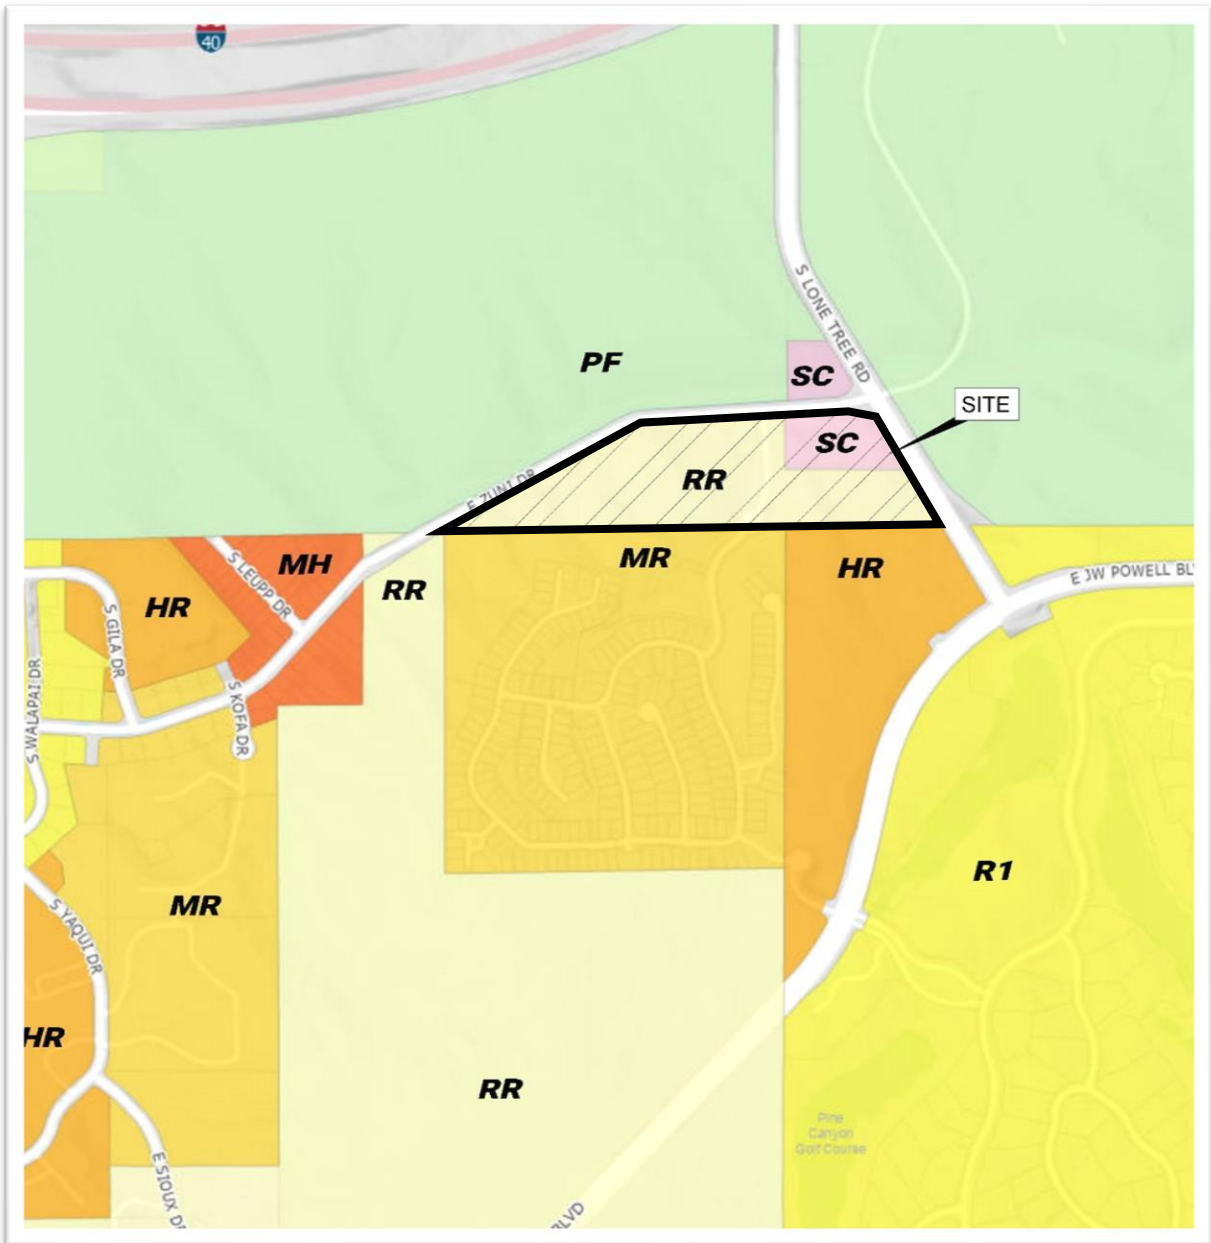 40
S LONE TREE RD
PF
SC
SITE
SC
E ZUNI DR
RR
MH
MR
HR
S LEUPP DR
RR
E JW POWELL BL
HR
S GILA DR
S WALAPAI DR
S KOFA DR
R1
MR
S YAQUI DR
HR
RR
Pine
Canyon
Golf Course
E SIOUX D
BLVD